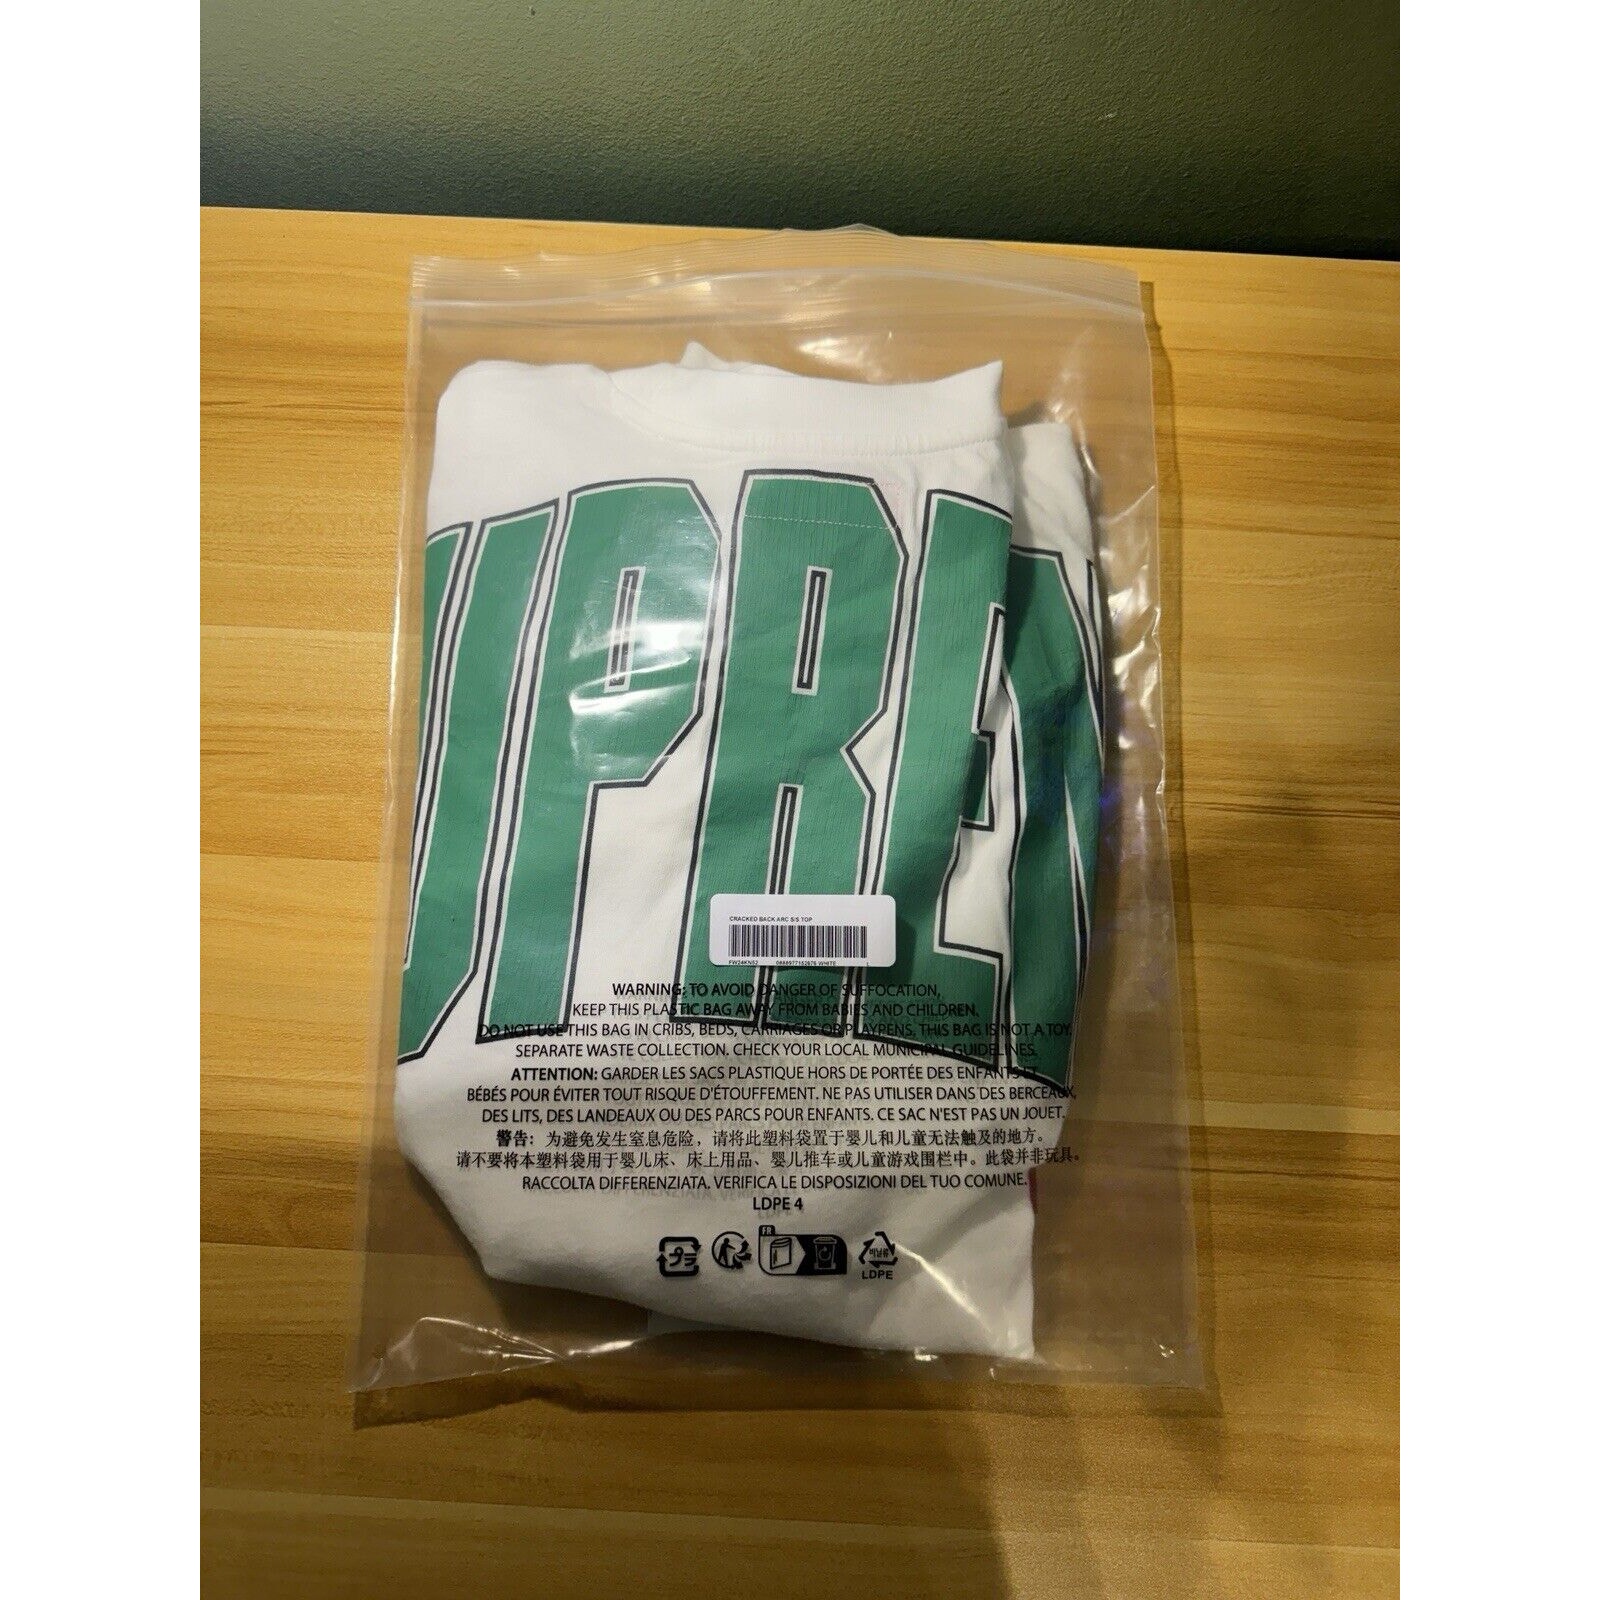 UPREM
CRACKED BACK ARC S/S TOP
FW24KN52 0888977152676 WHITE L
WARNING: TO AVOID DANGER OF SUFFOCATION,
KEEP THIS PLASTIC BAG AWAY FROM BABIES AND CHILDREN.
DO NOT USE THIS BAG IN CRIBS, BEDS, CARRIAGES OR PLAYPENS. THIS BAG IS NOT A TOY.
SEPARATE WASTE COLLECTION. CHECK YOUR LOCAL MUNICIPAL GUIDELINES.
ATTENTION: GARDER LES SACS PLASTIQUE HORS DE PORTÉE DES ENFANTS ET
BÉBÉS POUR ÉVITER TOUT RISQUE D'ÉTOUFFEMENT. NE PAS UTILISER DANS DES BERCEAUX,
DES LITS, DES LANDEAUX OU DES PARCS POUR ENFANTS. CE SAC N'EST PAS UN JOUET.
警告：为避免发生窒息危险，请将此塑料袋置于婴儿和儿童无法触及的地方。
请不要将本塑料袋用于婴儿床、床上用品、婴儿推车或儿童游戏围栏中。此袋并非玩具。
RACCOLTA DIFFERENZIATA. VERIFICA LE DISPOSIZIONI DEL TUO COMUNE.
LDPE 4
FR
プラ
비닐류
LDPE